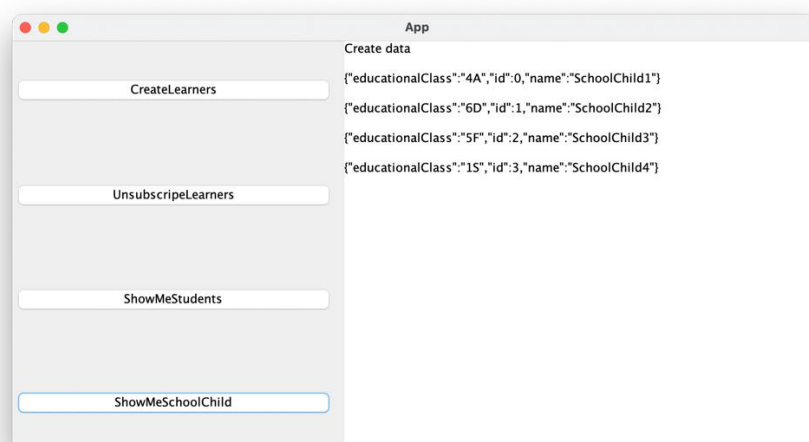 App
CreateLearners
UnsubscripeLearners
ShowMeStudents
ShowMeSchoolChild
Create data
{"educationalClass":"4A","id":0,"name":"SchoolChild1"}
{"educationalClass":"6D","id":1,"name":"SchoolChild2"}
{"educationalClass":"5F","id":2,"name":"SchoolChild3"}
{"educationalClass":"1S","id":3,"name":"SchoolChild4"}